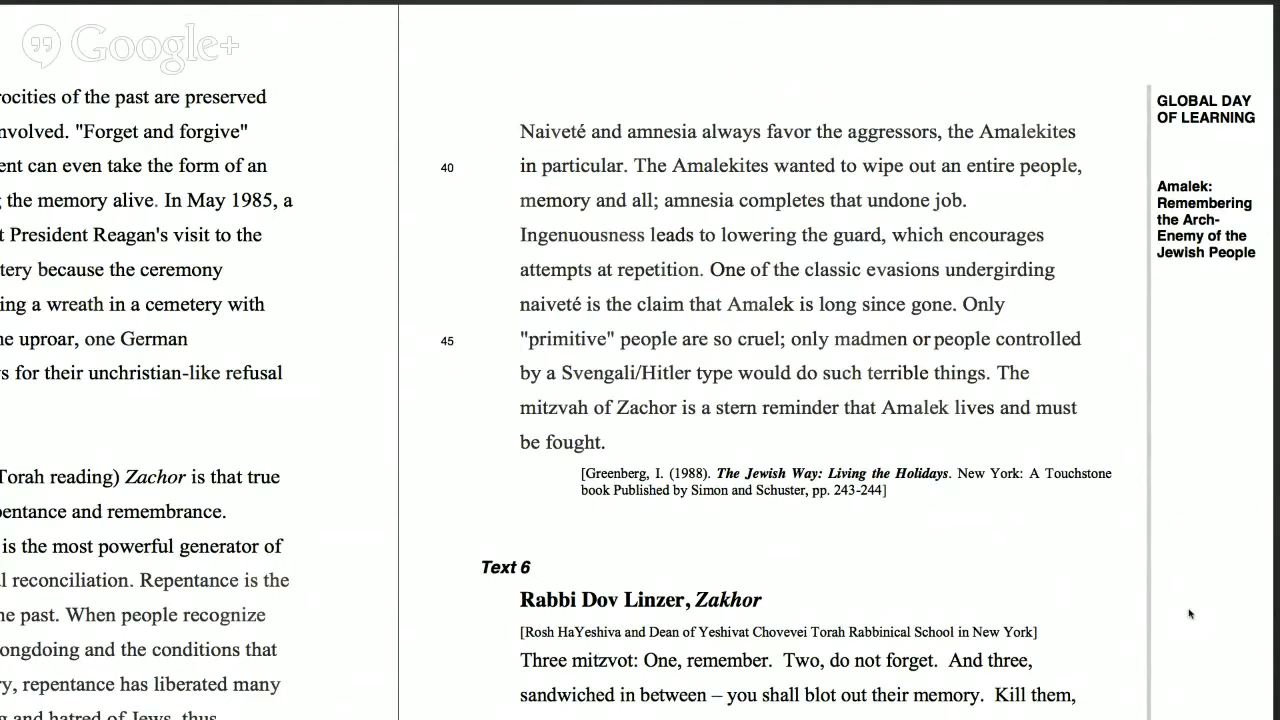 Google+
rocities of the past are preserved
nvolved. "Forget and forgive"
ent can even take the form of an
the memory alive. In May 1985, a
t President Reagan's visit to the
tery because the ceremony
ing a wreath in a cemetery with
ne uproar, one German
s for their unchristian-like refusal
Torah reading) Zachor is that true
pentance and remembrance.
is the most powerful generator of
l reconciliation. Repentance is the
he past. When people recognize
ongdoing and the conditions that
ry, repentance has liberated many
g and hatred of Jews, thus
Naiveté and amnesia always favor the aggressors, the Amalekites
40 in particular. The Amalekites wanted to wipe out an entire people,
memory and all; amnesia completes that undone job.
Ingenuousness leads to lowering the guard, which encourages
attempts at repetition. One of the classic evasions undergirding
naiveté is the claim that Amalek is long since gone. Only
45 "primitive" people are so cruel; only madmen or people controlled
by a Svengali/Hitler type would do such terrible things. The
mitzvah of Zachor is a stern reminder that Amalek lives and must
be fought.
[Greenberg, I. (1988). The Jewish Way: Living the Holidays. New York: A Touchstone
book Published by Simon and Schuster, pp. 243-244]
Text 6
Rabbi Dov Linzer, Zakhor
[Rosh HaYeshiva and Dean of Yeshivat Chovevei Torah Rabbinical School in New York]
Three mitzvot: One, remember. Two, do not forget. And three,
sandwiched in between – you shall blot out their memory. Kill them,
GLOBAL DAY
OF LEARNING
Amalek:
Remembering
the Arch-
Enemy of the
Jewish People